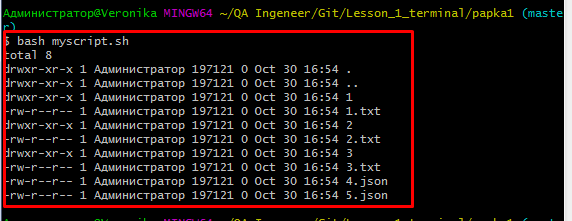 Администратор@Veronika MINGW64 ~/QA Ingeneer/Git/Lesson_1_terminal/papka1 (maste
r)
$ bash myscript.sh
total 8
drwxr-xr-x 1 Администратор 197121 0 Oct 30 16:54 .
drwxr-xr-x 1 Администратор 197121 0 Oct 30 16:54 ..
drwxr-xr-x 1 Администратор 197121 0 Oct 30 16:54 1
-rw-r--r-- 1 Администратор 197121 0 Oct 30 16:54 1.txt
drwxr-xr-x 1 Администратор 197121 0 Oct 30 16:54 2
-rw-r--r-- 1 Администратор 197121 0 Oct 30 16:54 2.txt
drwxr-xr-x 1 Администратор 197121 0 Oct 30 16:54 3
-rw-r--r-- 1 Администратор 197121 0 Oct 30 16:54 3.txt
-rw-r--r-- 1 Администратор 197121 0 Oct 30 16:54 4.json
-rw-r--r-- 1 Администратор 197121 0 Oct 30 16:54 5.json